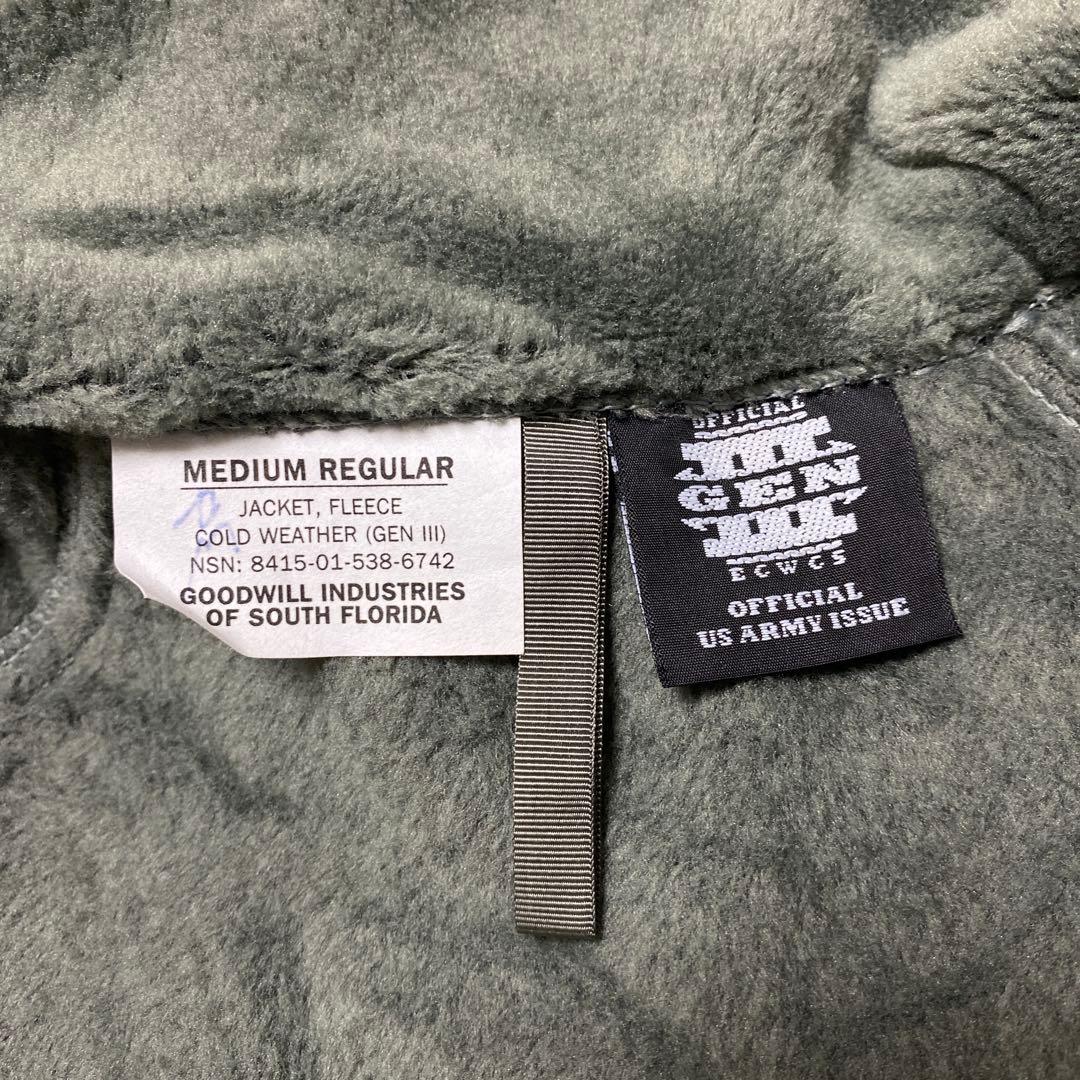 MEDIUM REGULAR
JACKET, FLEECE
COLD WEATHER (GEN III)
NSN: 8415-01-538-6742
GOODWILL INDUSTRIES
OF SOUTH FLORIDA
OFFICIAL
III
GEN
III
ECWCS
OFFICIAL
US ARMY ISSUE